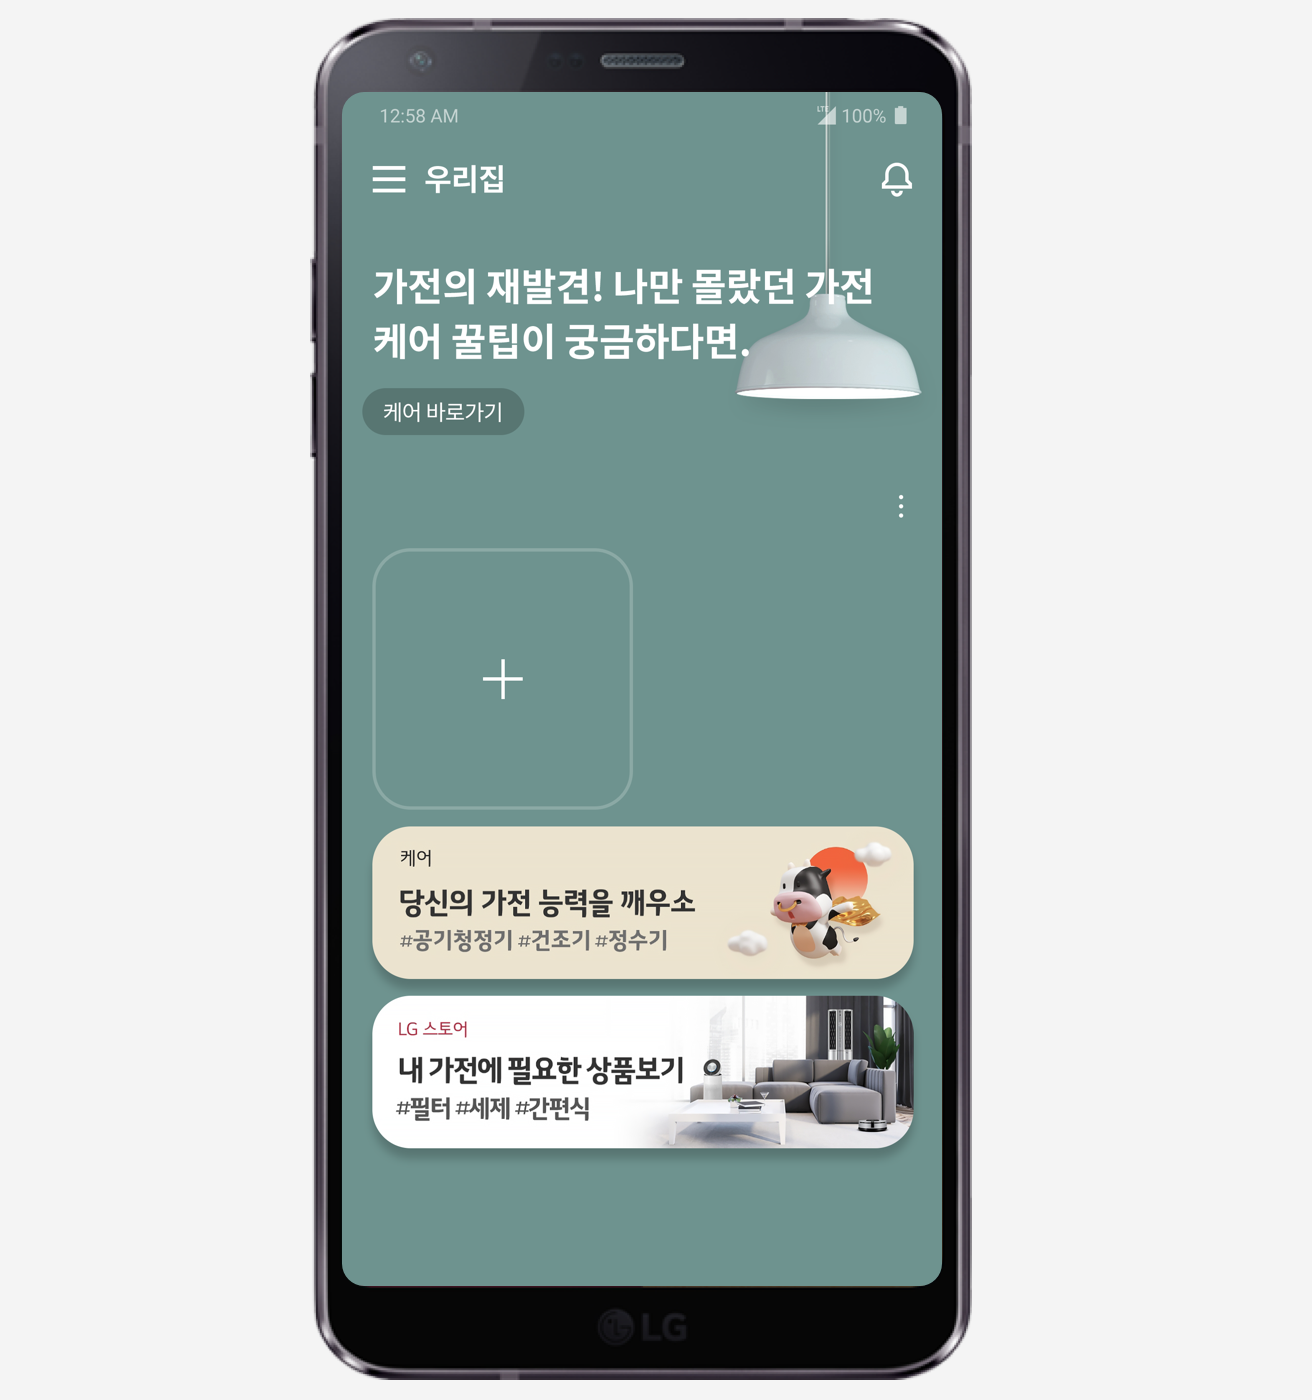 12:58 AM LTE 100%
우리집
가전의 재발견! 나만 몰랐던 가전
케어 꿀팁이 궁금하다면.
케어 바로가기
케어
당신의 가전 능력을 깨우소
#공기청정기 #건조기 #정수기
LG 스토어
내 가전에 필요한 상품보기
#필터 #세제 #간편식
LG